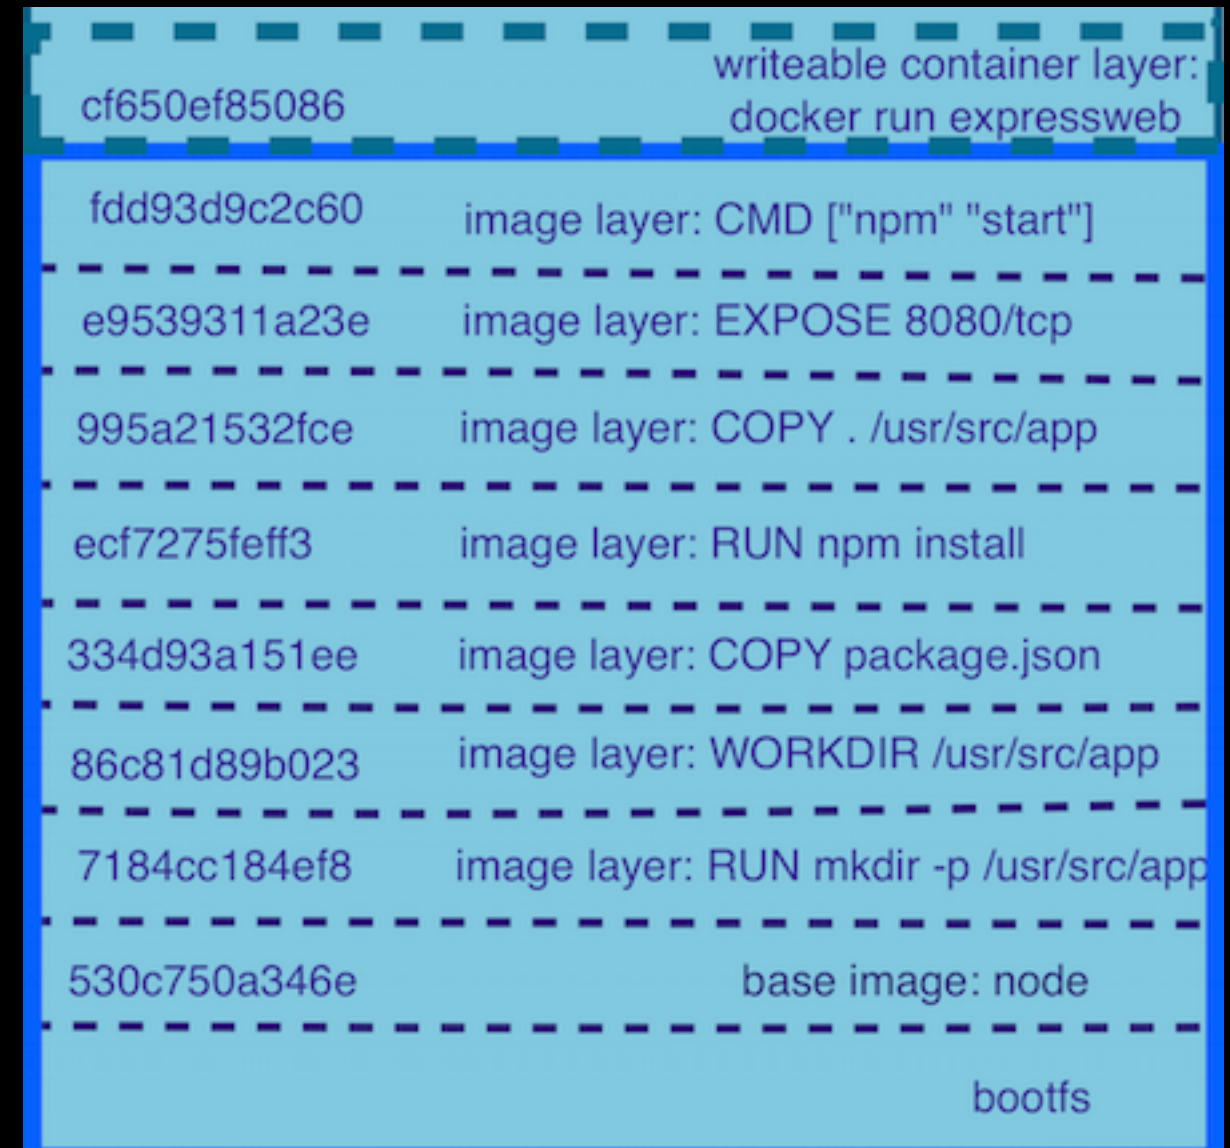 writeable container layer:
cf650ef85086 docker run expressweb
fdd93d9c2c60 image layer: CMD ["npm" "start"]
e9539311a23e image layer: EXPOSE 8080/tcp
995a21532fce image layer: COPY . /usr/src/app
ecf7275feff3 image layer: RUN npm install
334d93a151ee image layer: COPY package.json
86c81d89b023 image layer: WORKDIR /usr/src/app
7184cc184ef8 image layer: RUN mkdir -p /usr/src/app
530c750a346e base image: node
bootfs